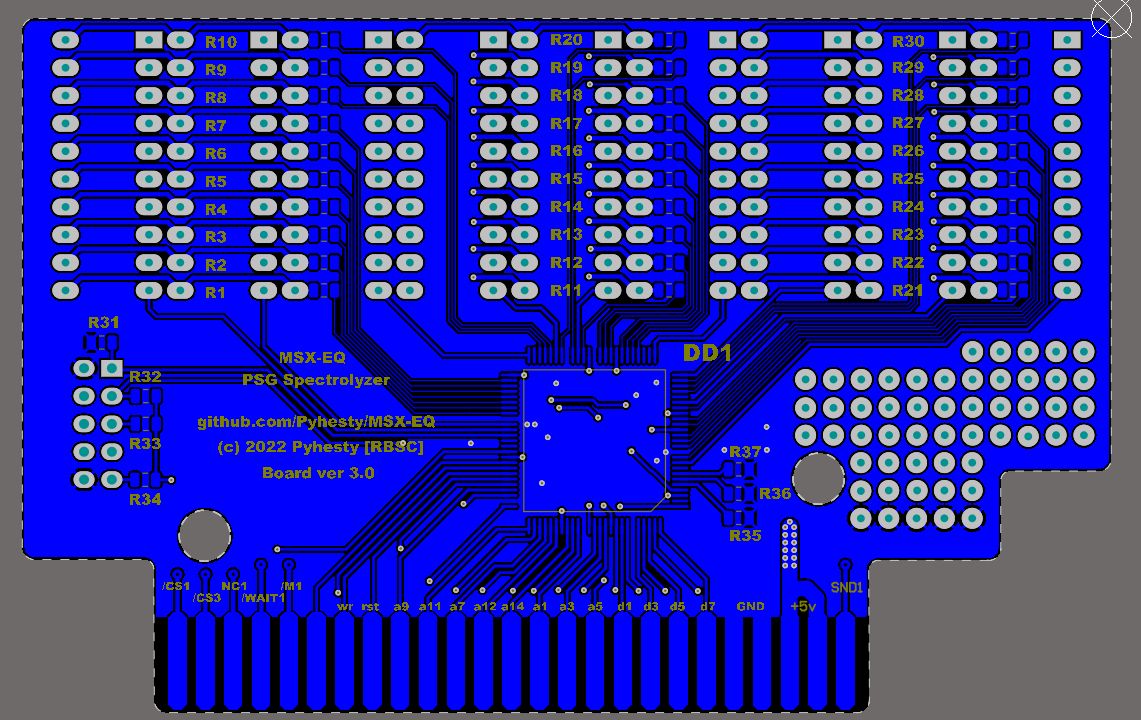 R10 R20 R30
R9 R19 R29
R8 R18 R28
R7 R17 R27
R6 R16 R26
R5 R15 R25
R4 R14 R24
R3 R13 R23
R2 R12 R22
R1 R11 R21
R31
DD1
MSX-EQ
PSG Spectrolyzer
R32
github.com/Pyhesty/MSX-EQ
R33
(c) 2022 Pyhesty [RBSC]
R37
Board ver 3.0
R34
R36
R35
/CS1 NC1 /M1 SND1
/CS3 /WAIT1
wr rst a9 a11 a7 a12 a14 a1 a3 a5 d1 d3 d5 d7 GND +5v